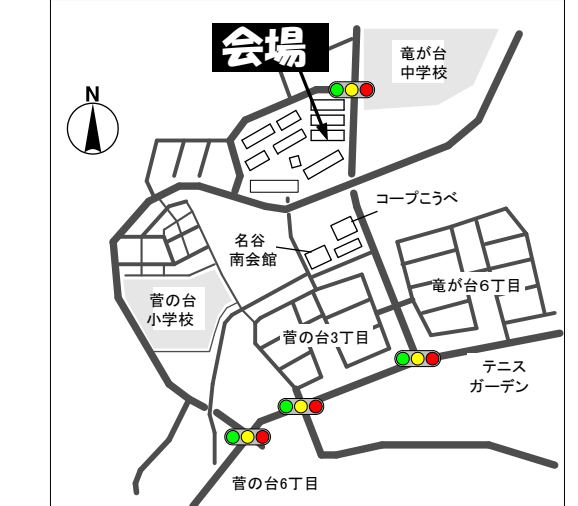 会場
竜が台
中学校
N
コープこうべ
名谷
南会館
竜が台6丁目
菅の台
小学校
菅の台3丁目
テニス
ガーデン
菅の台6丁目